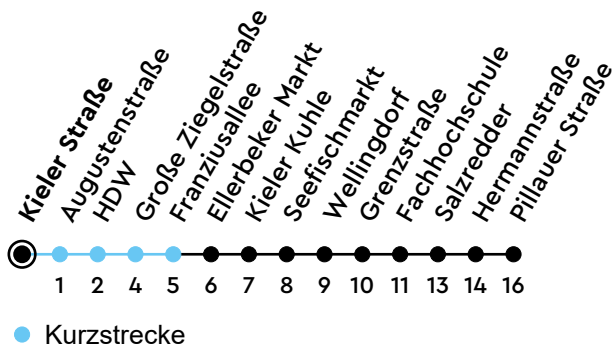 Kieler Straße
Augustenstraße
HDW
Große Ziegelstraße
Franziusallee
Ellerbeker Markt
Kieler Kuhle
Seefischmarkt
Wellingdorf
Grenzstraße
Fachhochschule
Salzredder
Hermannstraße
Pillauer Straße
1 2 4 5 6 7 8 9 10 11 13 14 16
Kurzstrecke